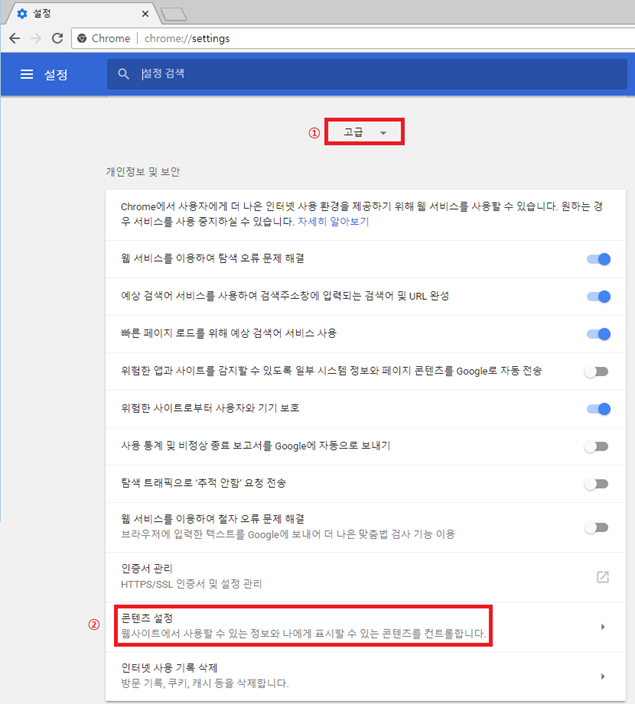 설정
Chrome chrome://settings
설정
설정 검색
① 고급
개인정보 및 보안
Chrome에서 사용자에게 더 나은 인터넷 사용 환경을 제공하기 위해 웹 서비스를 사용할 수 있습니다. 원하는 경
우 서비스를 사용 중지하실 수 있습니다. 자세히 알아보기
웹 서비스를 이용하여 탐색 오류 문제 해결
예상 검색어 서비스를 사용하여 검색주소창에 입력되는 검색어 및 URL 완성
빠른 페이지 로드를 위해 예상 검색어 서비스 사용
위험한 앱과 사이트를 감지할 수 있도록 일부 시스템 정보와 페이지 콘텐츠를 Google로 자동 전송
위험한 사이트로부터 사용자와 기기 보호
사용 통계 및 비정상 종료 보고서를 Google에 자동으로 보내기
탐색 트래픽으로 '추적 안함' 요청 전송
웹 서비스를 이용하여 철자 오류 문제 해결
브라우저에 입력한 텍스트를 Google에 보내어 더 나은 맞춤법 검사 기능 이용
인증서 관리
HTTPS/SSL 인증서 및 설정 관리
② 콘텐츠 설정
웹사이트에서 사용할 수 있는 정보와 나에게 표시할 수 있는 콘텐츠를 컨트롤합니다.
인터넷 사용 기록 삭제
방문 기록, 쿠키, 캐시 등을 삭제합니다.